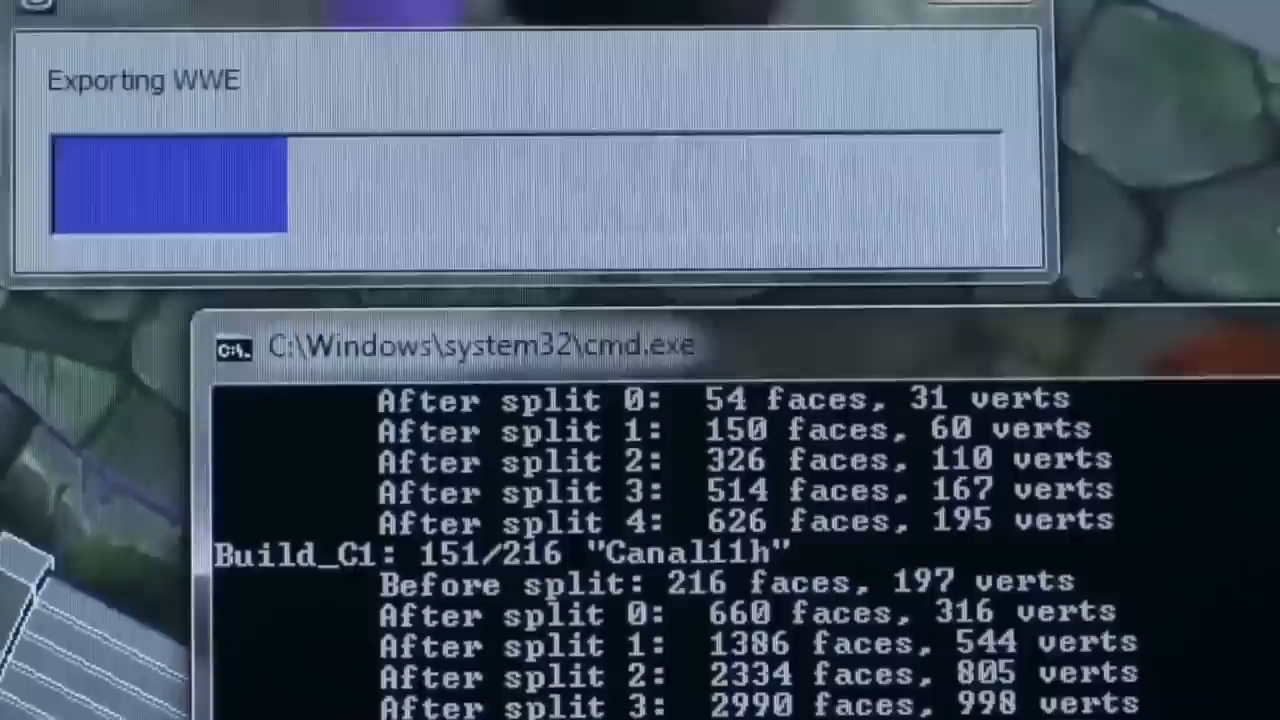 Exporting WWE
C:\Windows\system32\cmd.exe
After split 0: 54 faces, 31 verts
After split 1: 150 faces, 60 verts
After split 2: 326 faces, 110 verts
After split 3: 514 faces, 167 verts
After split 4: 626 faces, 195 verts
Build_C1: 151/216 "Canal11h"
Before split: 216 faces, 197 verts
After split 0: 660 faces, 316 verts
After split 1: 1386 faces, 544 verts
After split 2: 2334 faces, 805 verts
After split 3: 2990 faces, 998 verts